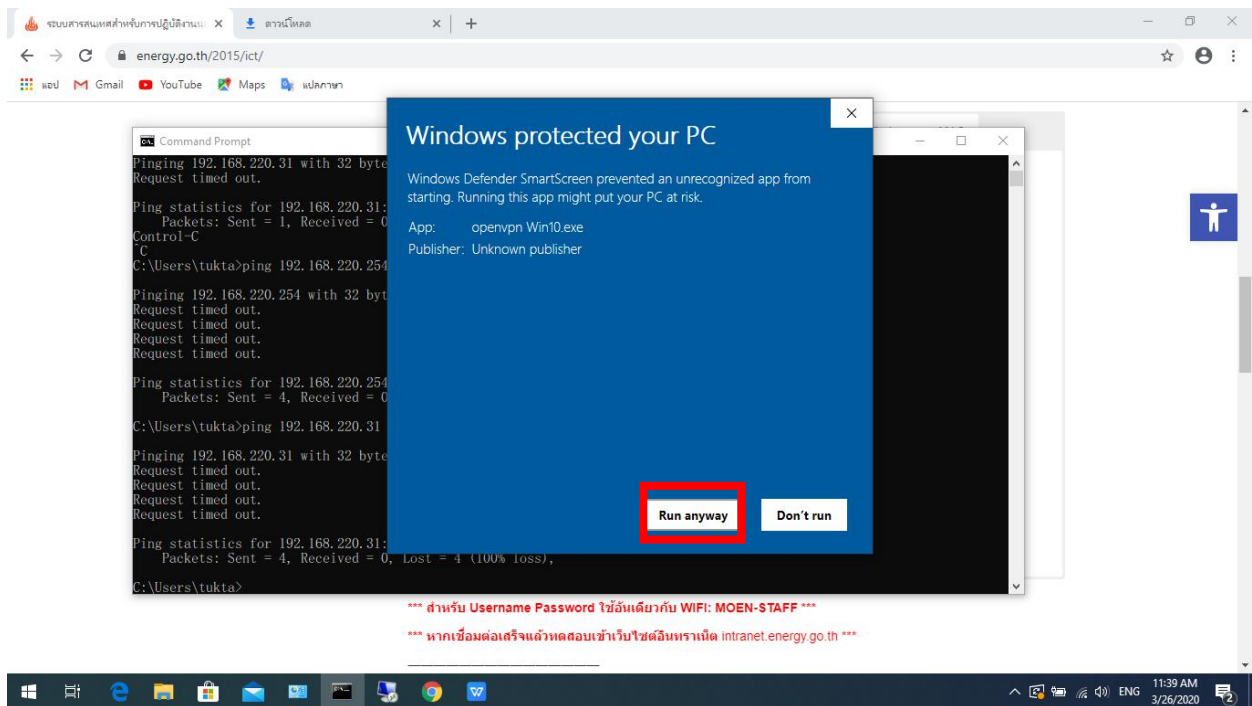 ระบบสารสนเทศสำหรับการปฏิบัติงานน
ดาวน์โหลด
energy.go.th/2015/ict/
แอป Gmail YouTube Maps แปลภาษา
Command Prompt
Pinging 192.168.220.31 with 32 byte
Request timed out.
Ping statistics for 192.168.220.31:
Packets: Sent = 1, Received = 0
Control-C
^C
C:\Users\tukta>ping 192.168.220.254
Pinging 192.168.220.254 with 32 byt
Request timed out.
Request timed out.
Request timed out.
Request timed out.
Ping statistics for 192.168.220.254
Packets: Sent = 4, Received = 0
C:\Users\tukta>ping 192.168.220.31
Pinging 192.168.220.31 with 32 byte
Request timed out.
Request timed out.
Request timed out.
Request timed out.
Ping statistics for 192.168.220.31:
Packets: Sent = 4, Received = 0, Lost = 4 (100% loss),
C:\Users\tukta>
Windows protected your PC
Windows Defender SmartScreen prevented an unrecognized app from
starting. Running this app might put your PC at risk.
App: openvpn Win10.exe
Publisher: Unknown publisher
Run anyway Don't run
*** สำหรับ Username Password ใช้อันเดียวกับ WIFI: MOEN-STAFF ***
*** หากเชื่อมต่อเสร็จแล้วทดสอบเข้าเว็บไซต์อินทราเน็ต intranet.energy.go.th ***
ENG
11:39 AM
3/26/2020
2